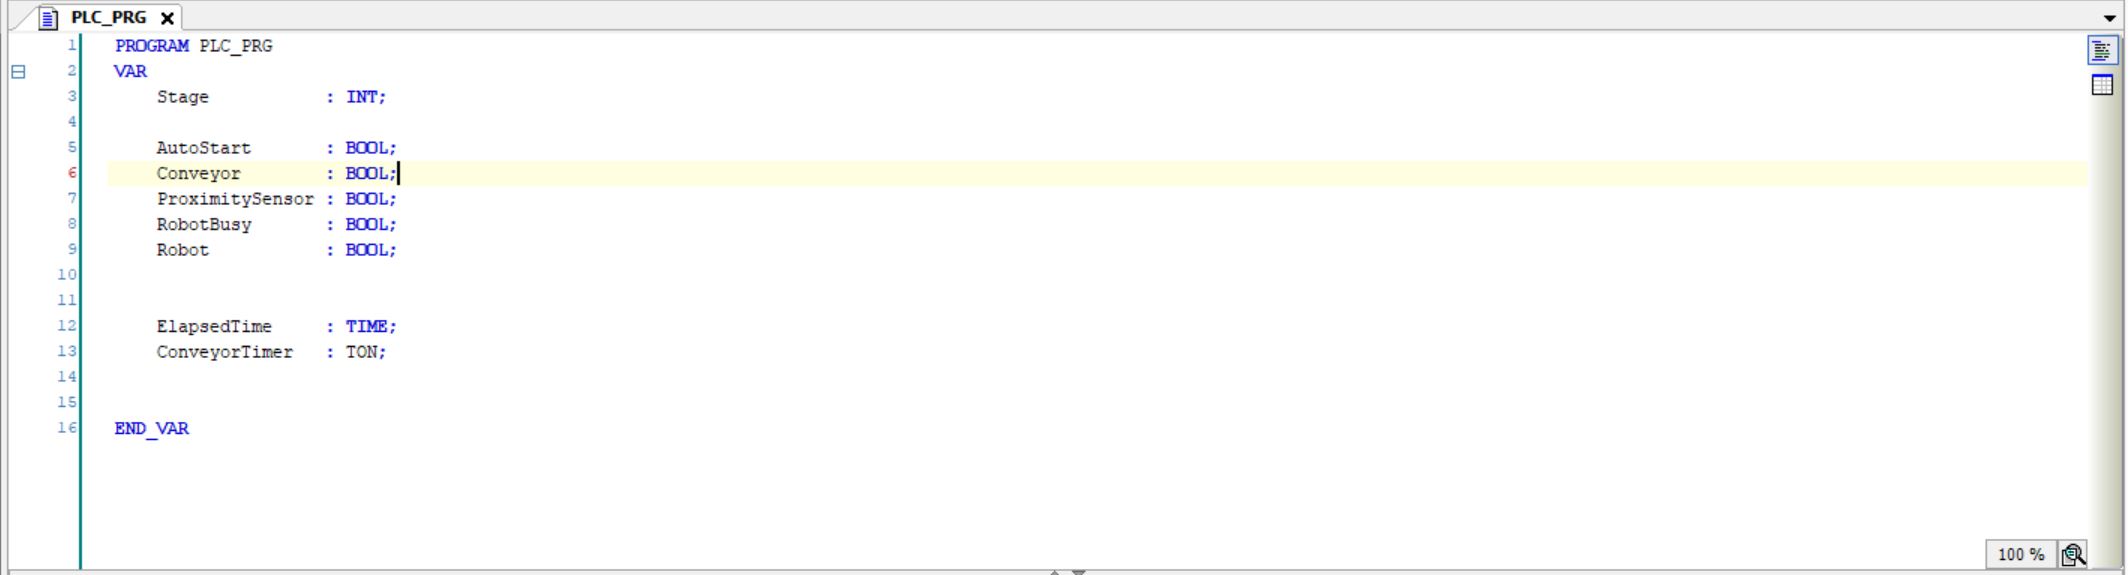 PLC_PRG
1 PROGRAM PLC_PRG
2 VAR
3 Stage : INT;
4
5 AutoStart : BOOL;
6 Conveyor : BOOL;
7 ProximitySensor : BOOL;
8 RobotBusy : BOOL;
9 Robot : BOOL;
10
11
12 ElapsedTime : TIME;
13 ConveyorTimer : TON;
14
15
16 END_VAR
100 %